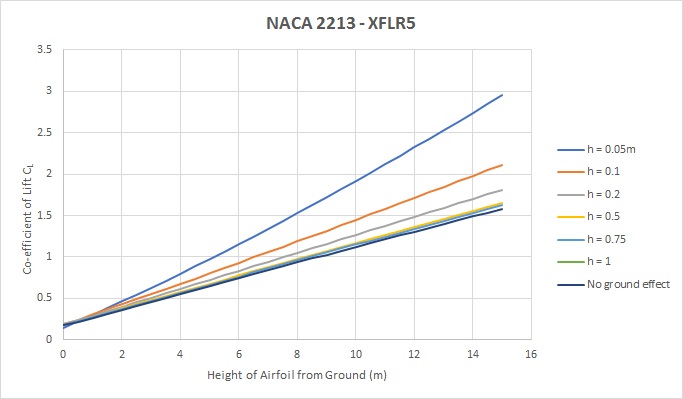 NACA 2213 - XFLR5
3.5
3
2.5
2
1.5
1
0.5
0
0 2 4 6 8 10 12 14 16
Co-efficient of Lift CL
Height of Airfoil from Ground (m)
h = 0.05m
h = 0.1
h = 0.2
h = 0.5
h = 0.75
h = 1
No ground effect